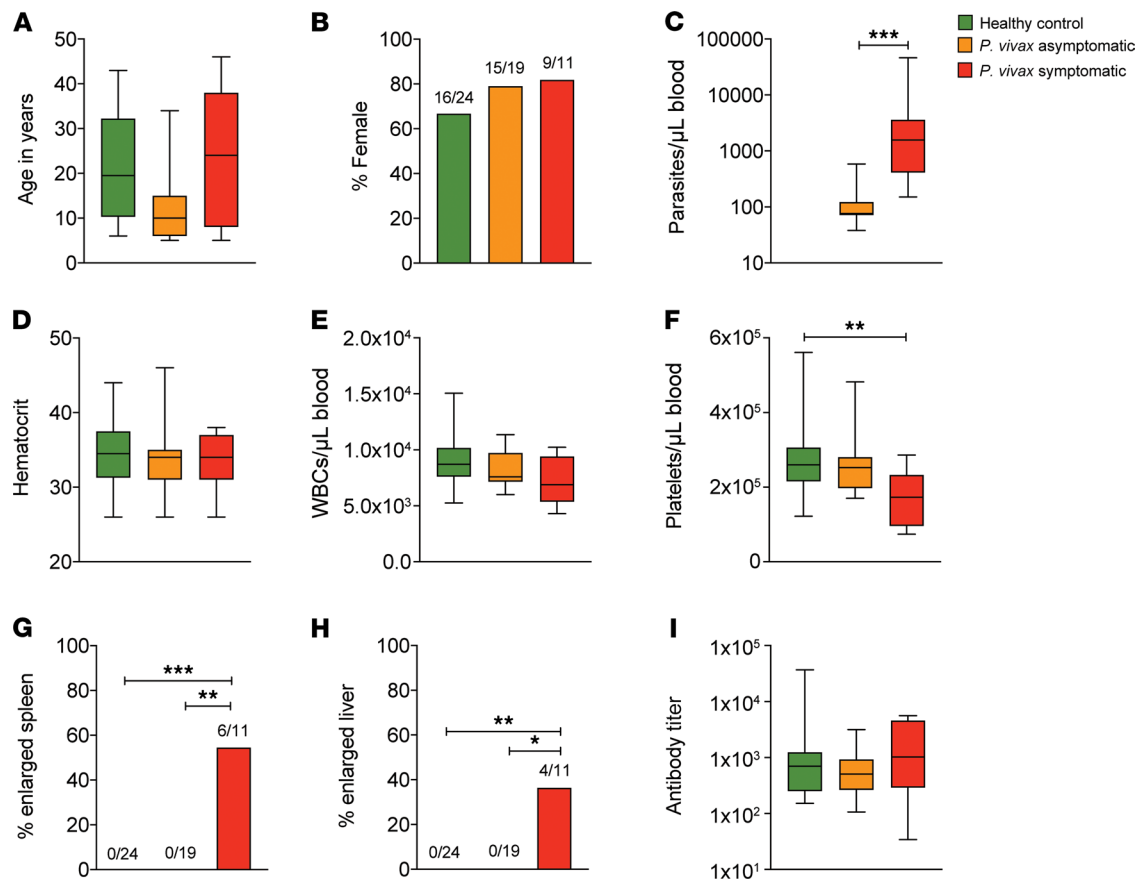 A
Age in years
50
40
30
20
10
0
B
% Female
100
80
60
40
20
0
16/24
15/19
9/11
C
Parasites/µL blood
100000
10000
1000
100
10
***
Healthy control
P. vivax asymptomatic
P. vivax symptomatic
D
Hematocrit
50
40
30
20
E
WBCs/µL blood
2.0x10⁴
1.5x10⁴
1.0x10⁴
5.0x10³
0.0
F
Platelets/µL blood
6x10⁵
4x10⁵
2x10⁵
0
**
G
% enlarged spleen
100
80
60
40
20
0
***
**
6/11
0/24
0/19
H
% enlarged liver
100
80
60
40
20
0
**
*
4/11
0/24
0/19
I
Antibody titer
1x10⁵
1x10⁴
1x10³
1x10²
1x10¹